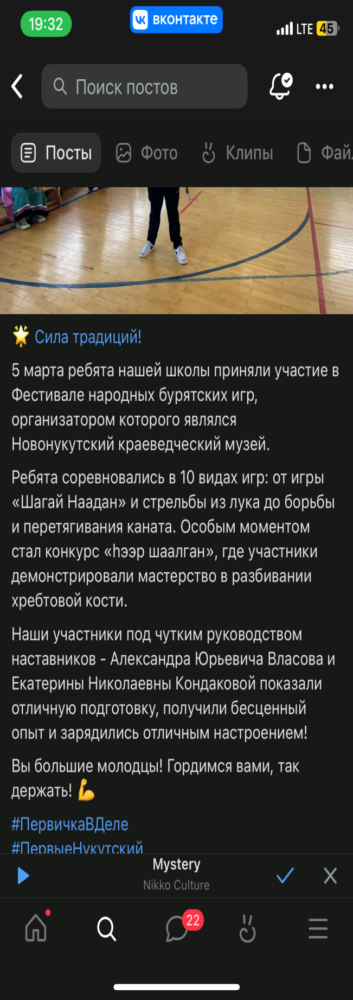 19:32
вконтакте
LTE 45
Поиск постов
Посты Фото Клипы Фай
🌟 Сила традиций!
5 марта ребята нашей школы приняли участие в
Фестивале народных бурятских игр,
организатором которого являлся
Новонукутский краеведческий музей.
Ребята соревновались в 10 видах игр: от игры
«Шагай Наадан» и стрельбы из лука до борьбы
и перетягивания каната. Особым моментом
стал конкурс «һээр шаалган», где участники
демонстрировали мастерство в разбивании
хребтовой кости.
Наши участники под чутким руководством
наставников - Александра Юрьевича Власова и
Екатерины Николаевны Кондаковой показали
отличную подготовку, получили бесценный
опыт и зарядились отличным настроением!
Вы большие молодцы! Гордимся вами, так
держать! 💪
#ПервичкаВДеле
#ПервыеНукутский
Mystery
Nikko Culture
22